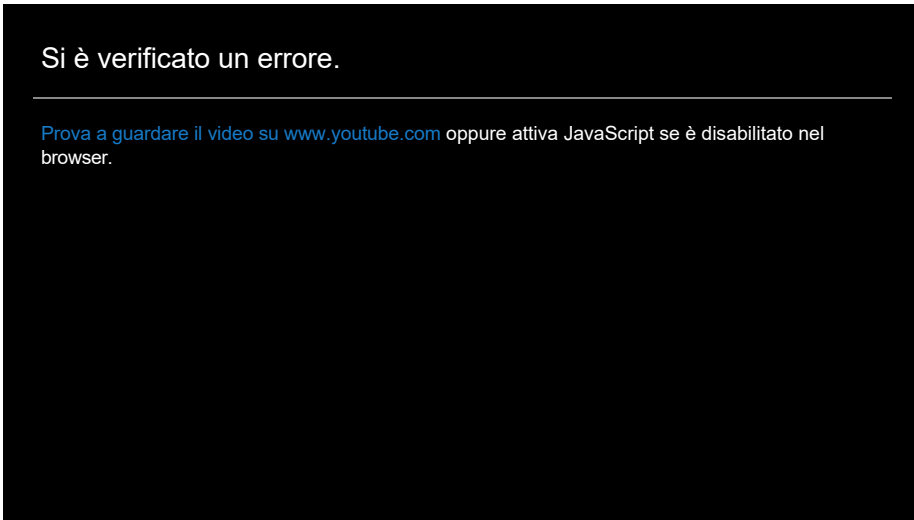 Si è verificato un errore.
Prova a guardare il video su www.youtube.com oppure attiva JavaScript se è disabilitato nel
browser.